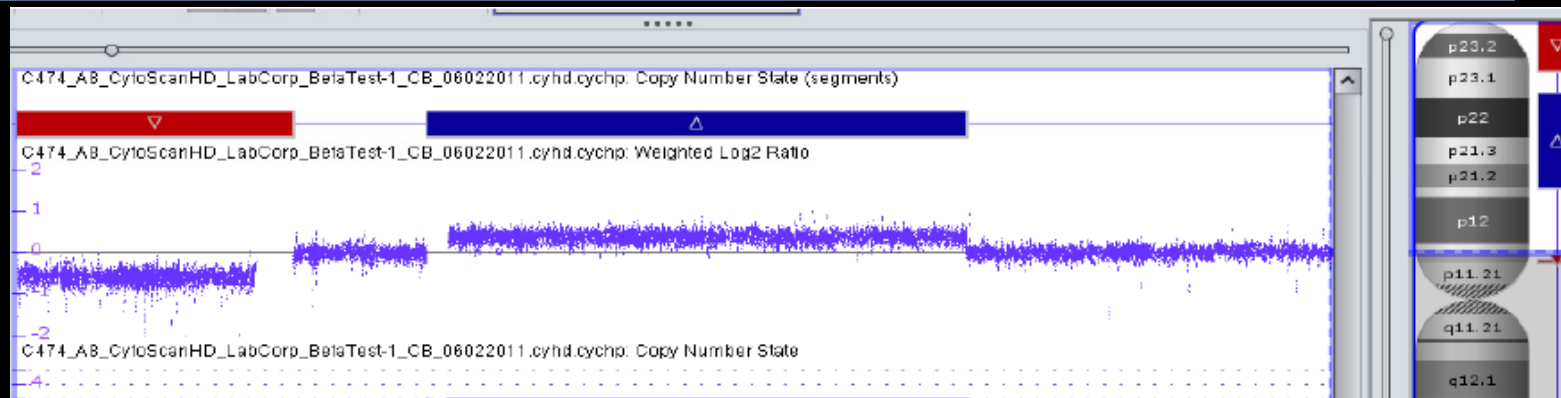 C474_A8_CytoScanHD_LabCorp_BetaTest-1_CB_06022011.cyhd.cychp: Copy Number State (segments)
C474_A8_CytoScanHD_LabCorp_BetaTest-1_CB_06022011.cyhd.cychp: Weighted Log2 Ratio
2
1
0
-1
-2
C474_A8_CytoScanHD_LabCorp_BetaTest-1_CB_06022011.cyhd.cychp: Copy Number State
4
p23.2
p23.1
p22
p21.3
p21.2
p12
p11.21
q11.21
q12.1